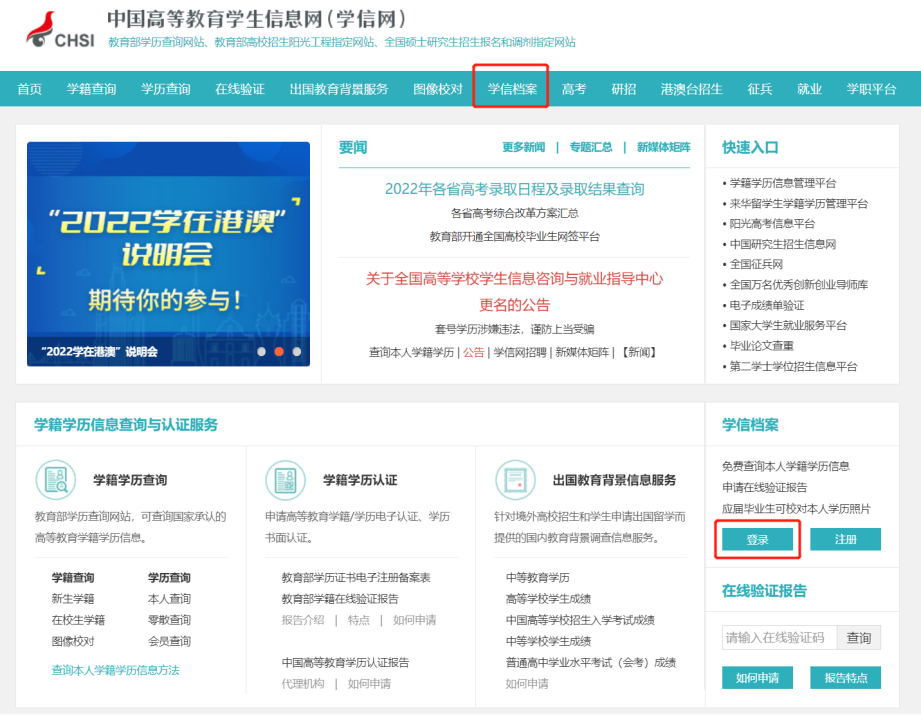 中国高等教育学生信息网(学信网)
CHSI
教育部学历查询网站、教育部高校招生阳光工程指定网站、全国硕士研究生招生报名和调剂指定网站
首页 学籍查询 学历查询 在线验证 出国教育背景服务 图像校对 学信档案 高考 研招 港澳台招生 征兵 就业 学职平台
“2022学在港澳”
说明会
期待你的参与！
“2022学在港澳”说明会
要闻
更多新闻 | 专题汇总 | 新媒体矩阵
2022年各省高考录取日程及录取结果查询
各省高考综合改革方案汇总
教育部开通全国高校毕业生网签平台
关于全国高等学校学生信息咨询与就业指导中心
更名的公告
套号学历涉嫌违法，谨防上当受骗
查询本人学籍学历 | 公告 | 学信网招聘 | 新媒体矩阵 | 【新闻】
快速入口
• 学籍学历信息管理平台
• 来华留学生学籍学历管理平台
• 阳光高考信息平台
• 中国研究生招生信息网
• 全国征兵网
• 全国万名优秀创新创业导师库
• 电子成绩单验证
• 国家大学生就业服务平台
• 毕业论文查重
• 第二学士学位招生信息平台
学籍学历信息查询与认证服务
学籍学历查询
教育部学历查询网站，可查询国家承认的
高等教育学籍学历信息。
学籍查询 学历查询
新生学籍 本人查询
在校生学籍 零散查询
图像校对 会员查询
查询本人学籍学历信息方法
学籍学历认证
申请高等教育学籍/学历电子认证、学历
书面认证。
教育部学历证书电子注册备案表
教育部学籍在线验证报告
报告介绍 | 特点 | 如何申请
中国高等教育学历认证报告
代理机构 | 如何申请
出国教育背景信息服务
针对境外高校招生和学生申请出国留学而
提供的国内教育背景调查信息服务。
中等教育学历
高等学校学生成绩
中国高等学校招生入学考试成绩
中等学校学生成绩
普通高中学业水平考试（会考）成绩
如何申请
学信档案
免费查询本人学籍学历信息
申请在线验证报告
应届毕业生可校对本人学历照片
登录 注册
在线验证报告
请输入在线验证码 查询
如何申请 报告特点